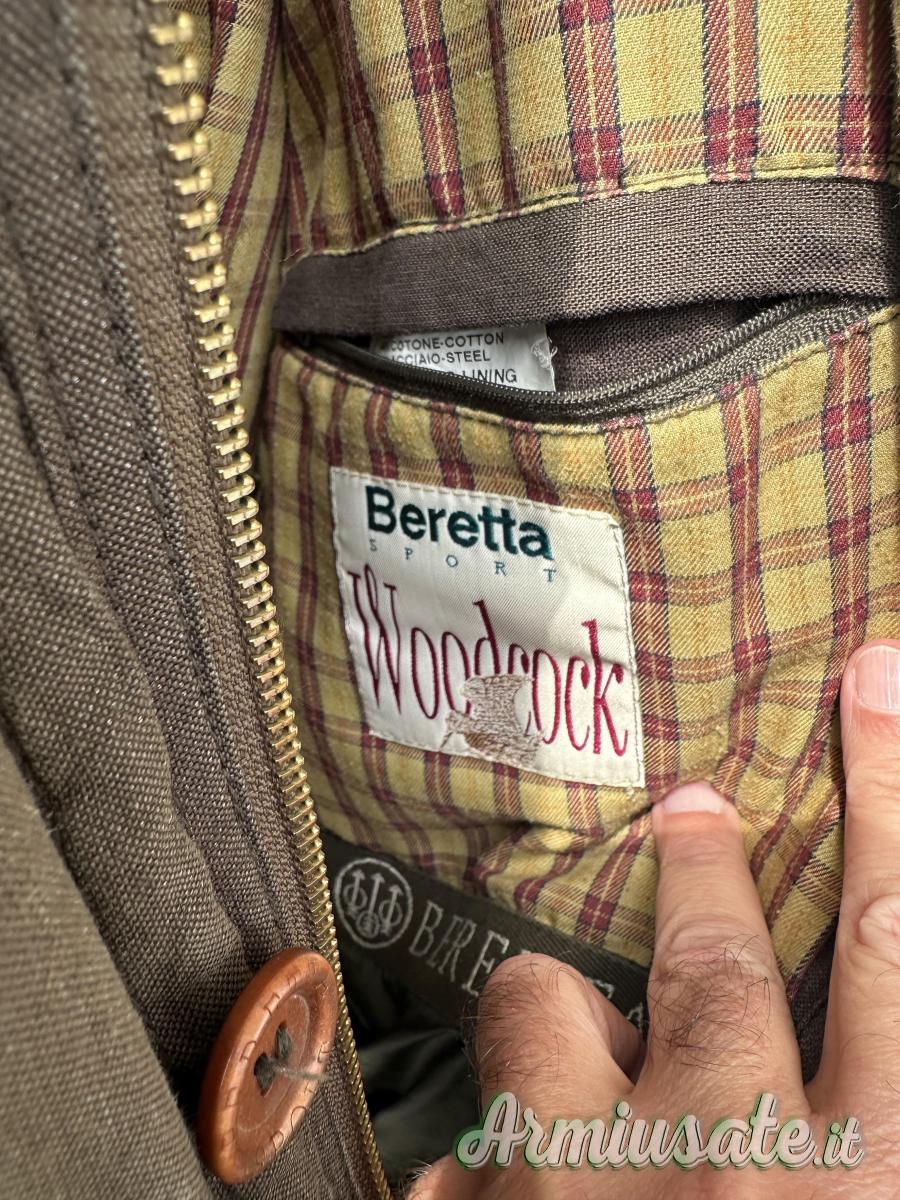 COTONE-COTTON
ACCIAIO-STEEL
LINING
Beretta
SPORT
Woodcock
Armiusate.it